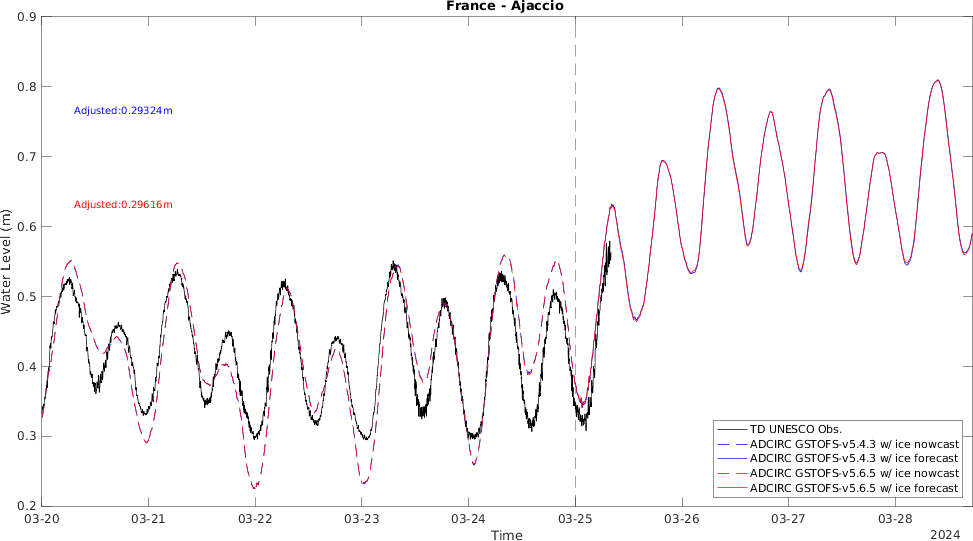 France - Ajaccio
0.9
0.8
0.7
0.6
0.5
0.4
0.3
0.2
Water Level (m)
Adjusted:0.29324m
Adjusted:0.29616m
TD UNESCO Obs.
ADCIRC GSTOFS-v5.4.3 w/ ice nowcast
ADCIRC GSTOFS-v5.4.3 w/ ice forecast
ADCIRC GSTOFS-v5.6.5 w/ ice nowcast
ADCIRC GSTOFS-v5.6.5 w/ ice forecast
03-20 03-21 03-22 03-23 03-24 03-25 03-26 03-27 03-28
Time
2024